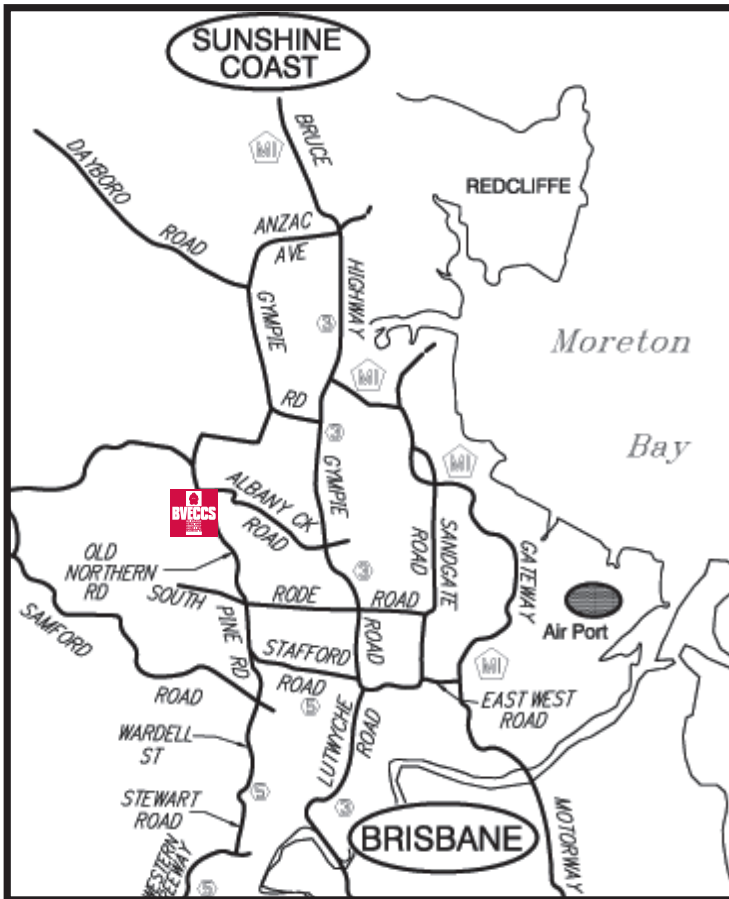 SUNSHINE
COAST
BRUCE
M1
DAYBORO
ROAD
ANZAC
AVE
REDCLIFFE
HIGHWAY
GYMPIE
3
Moreton
M1
RD
3
GYMPIE
Bay
M1
ALBANY CK
ROAD
BVECCS
SANDGATE
ROAD
GATEWAY
OLD
NORTHERN
RD
3
SOUTH
PINE RD
RODE
ROAD
SAMFORD
ROAD
Air Port
STAFFORD
ROAD
ROAD
M1
EAST WEST
ROAD
5
WARDELL
ST
LUTWYCHE
ROAD
5
3
STEWART
ROAD
BRISBANE
MOTORWAY
WESTERN
5